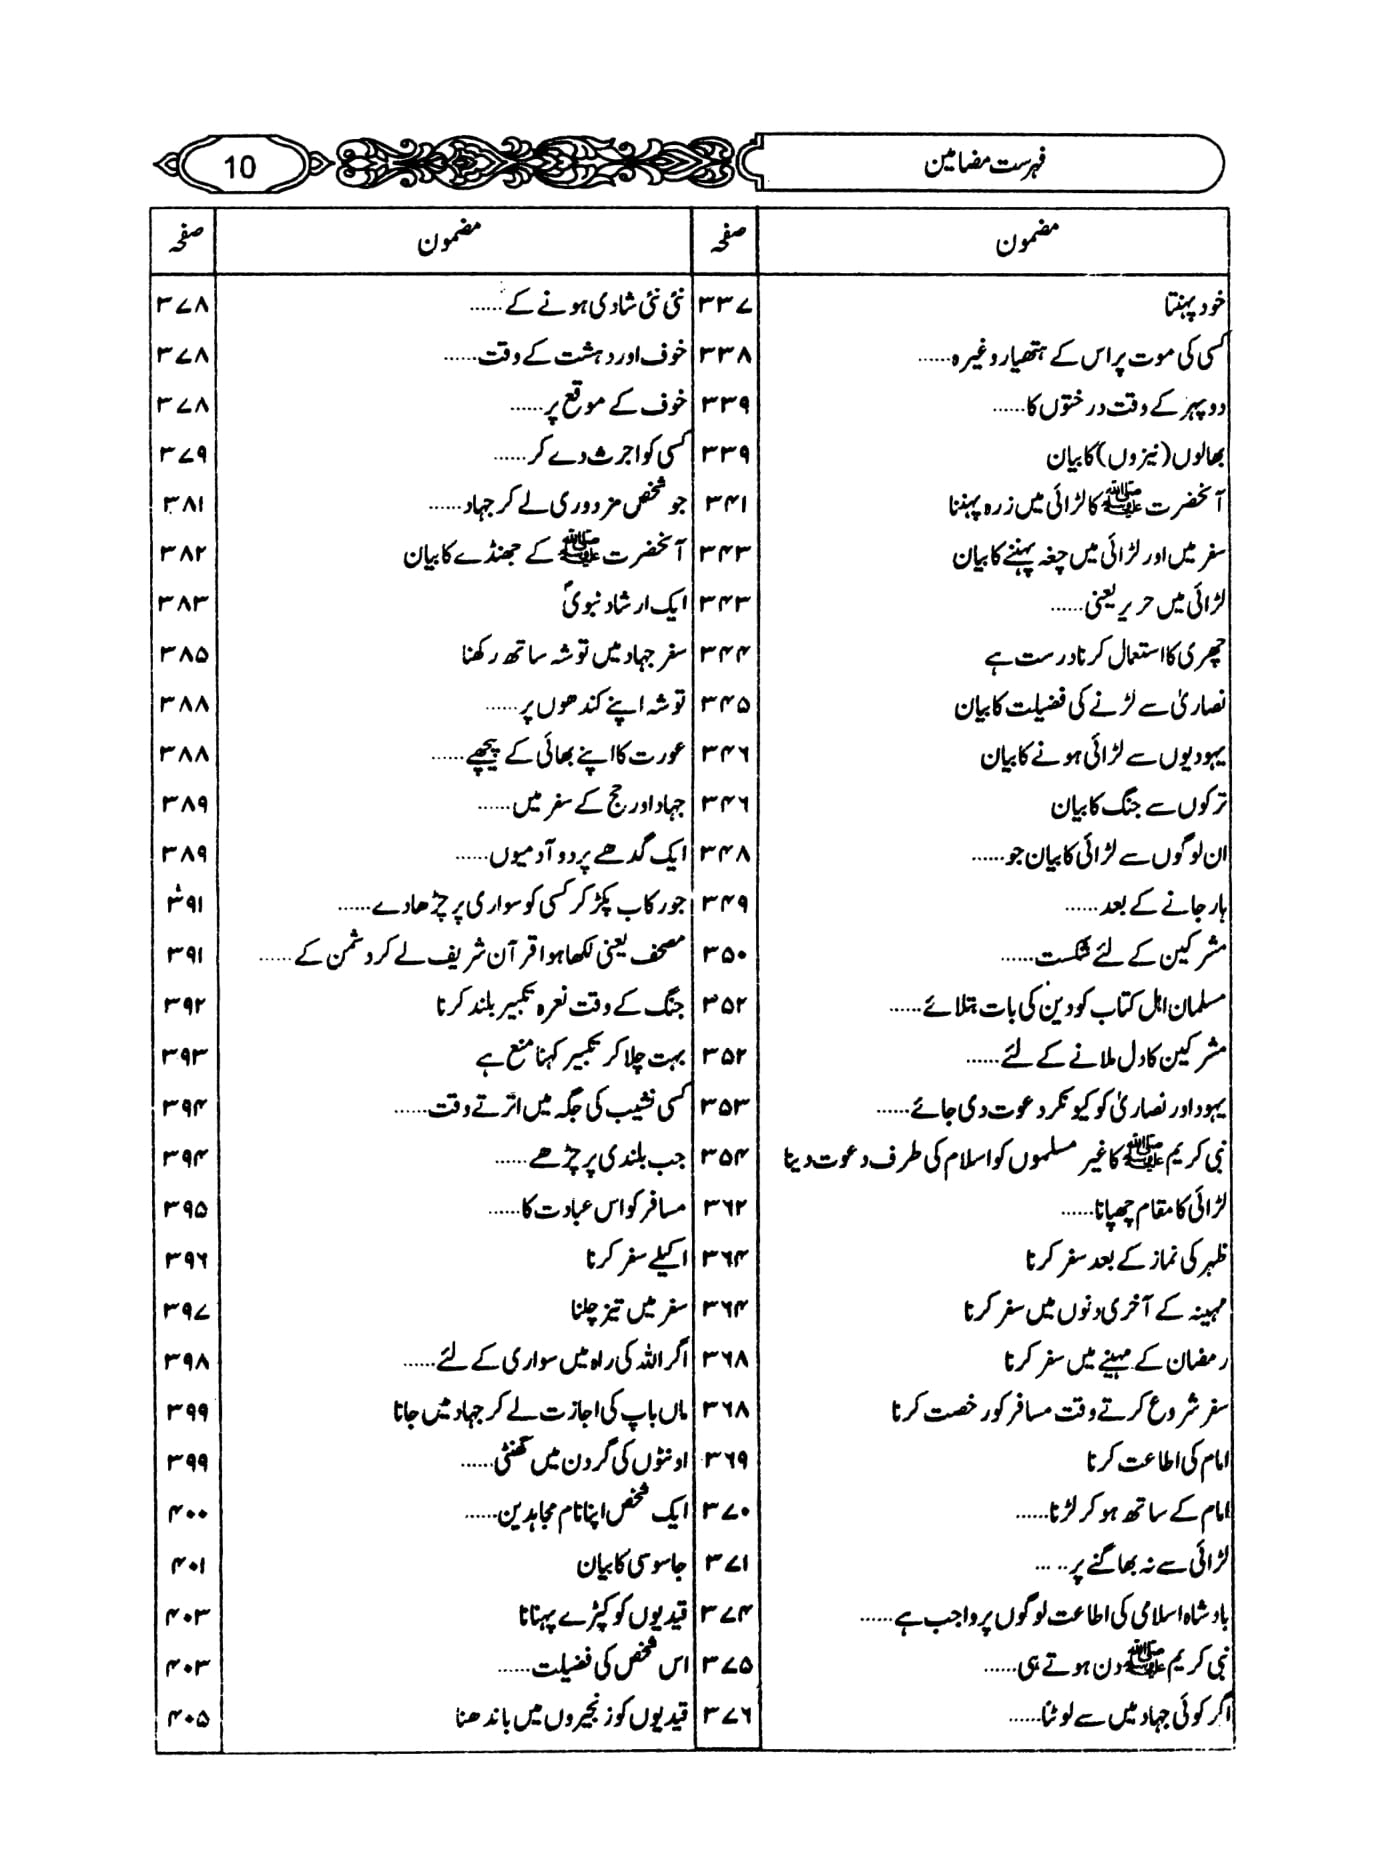 فہرست مضامین
10
مضمون صفحہ مضمون صفحہ
خود پہنتا ۳۳۷ نئی نئی شادی ہونے کے...... ۳۷۸
کسی کی موت پر اس کے ہتھیار وغیرہ...... ۳۳۸ خوف اور دہشت کے وقت...... ۳۷۸
دوپہر کے وقت درختوں کا...... ۳۳۹ خوف کے موقع پر...... ۳۷۸
بھالوں (نیزوں) کا بیان ۳۳۹ کسی کو اجرت دے کر...... ۳۷۹
آنحضرت ﷺ کا لڑائی میں زرہ پہننا ۳۴۱ جو شخص مزدوری لے کر جہاد...... ۳۸۱
سفر میں اور لڑائی میں چغہ پہننے کا بیان ۳۴۳ آنحضرت ﷺ کے جھنڈے کا بیان ۳۸۲
لڑائی میں حریر یعنی...... ۳۴۳ ایک ارشاد نبویؐ ۳۸۳
چھری کا استعمال کرنا درست ہے ۳۴۴ سفر جہاد میں توشہ ساتھ رکھنا ۳۸۵
نصاریٰ سے لڑنے کی فضیلت کا بیان ۳۴۵ توشہ اپنے کندھوں پر...... ۳۸۸
یہودیوں سے لڑائی ہونے کا بیان ۳۴۶ عورت کا اپنے بھائی کے پیچھے...... ۳۸۸
ترکوں سے جنگ کا بیان ۳۴۶ جہاد اور حج کے سفر میں...... ۳۸۹
ان لوگوں سے لڑائی کا بیان جو...... ۳۴۸ ایک گدھے پر دو آدمیوں...... ۳۸۹
ہار جانے کے بعد...... ۳۴۹ جو رکاب پکڑ کر کسی کو سواری پر چڑھا دے...... ۳۹۱
مشرکین کے لئے شکست...... ۳۵۰ مصحف یعنی لکھا ہوا قرآن شریف لے کر دشمن کے...... ۳۹۱
مسلمان اہل کتاب کو دین کی بات بتلائے...... ۳۵۲ جنگ کے وقت نعرہ تکبیر بلند کرنا ۳۹۲
مشرکین کا دل ملانے کے لئے...... ۳۵۲ بہت چلا کر تکبیر کہنا منع ہے ۳۹۳
یہود اور نصاریٰ کو کیونکر دعوت دی جائے...... ۳۵۳ کسی نشیب کی جگہ میں اترتے وقت...... ۳۹۴
نبی کریم ﷺ کا غیر مسلموں کو اسلام کی طرف دعوت دینا ۳۵۴ جب بلندی پر چڑھے...... ۳۹۴
لڑائی کا مقام چھپانا...... ۳۶۲ مسافر کو اس عبادت کا...... ۳۹۵
ظہر کی نماز کے بعد سفر کرنا ۳۶۴ اکیلے سفر کرنا ۳۹۶
مہینہ کے آخری دنوں میں سفر کرنا ۳۶۴ سفر میں تیز چلنا ۳۹۷
رمضان کے مہینے میں سفر کرنا ۳۶۸ اگر اللہ کی راہ میں سواری کے لئے...... ۳۹۸
سفر شروع کرتے وقت مسافر کو رخصت کرنا ۳۶۸ ماں باپ کی اجازت لے کر جہاد میں جانا ۳۹۹
امام کی اطاعت کرنا ۳۶۹ اونٹوں کی گردن میں گھنٹی...... ۳۹۹
امام کے ساتھ ہو کر لڑنا...... ۳۷۰ ایک شخص اپنا نام مجاہدین...... ۴۰۰
لڑائی سے نہ بھاگنے پر...... ۳۷۱ جاسوسی کا بیان ۴۰۱
بادشاہ اسلامی کی اطاعت لوگوں پر واجب ہے...... ۳۷۴ قیدیوں کو کپڑے پہنانا ۴۰۳
نبی کریم ﷺ دن ہوتے ہی...... ۳۷۵ اس شخص کی فضیلت...... ۴۰۳
اگر کوئی جہاد میں سے لوٹنا...... ۳۷۶ قیدیوں کو زنجیروں میں باندھنا ۴۰۵